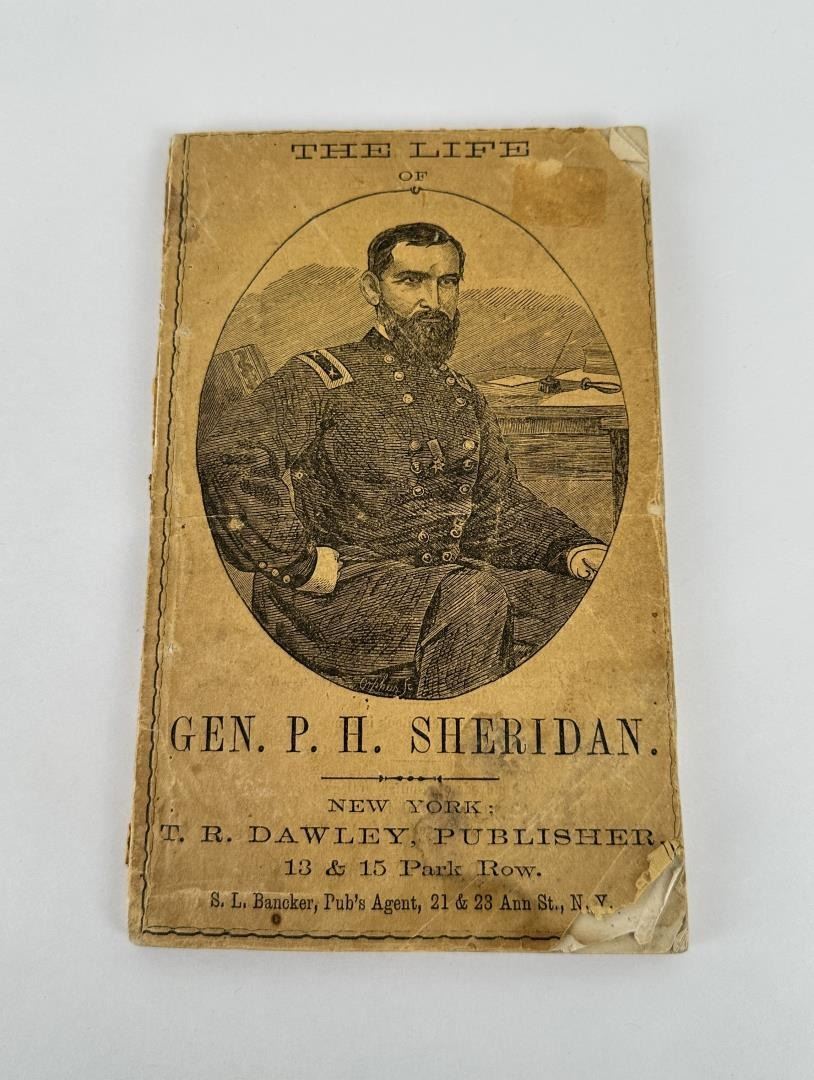 THE LIFE
OF
GEN. P. H. SHERIDAN.
NEW YORK:
T. R. DAWLEY, PUBLISHER,
13 & 15 Park Row.
S. L. Bancker, Pub's Agent, 21 & 23 Ann St., N. Y.